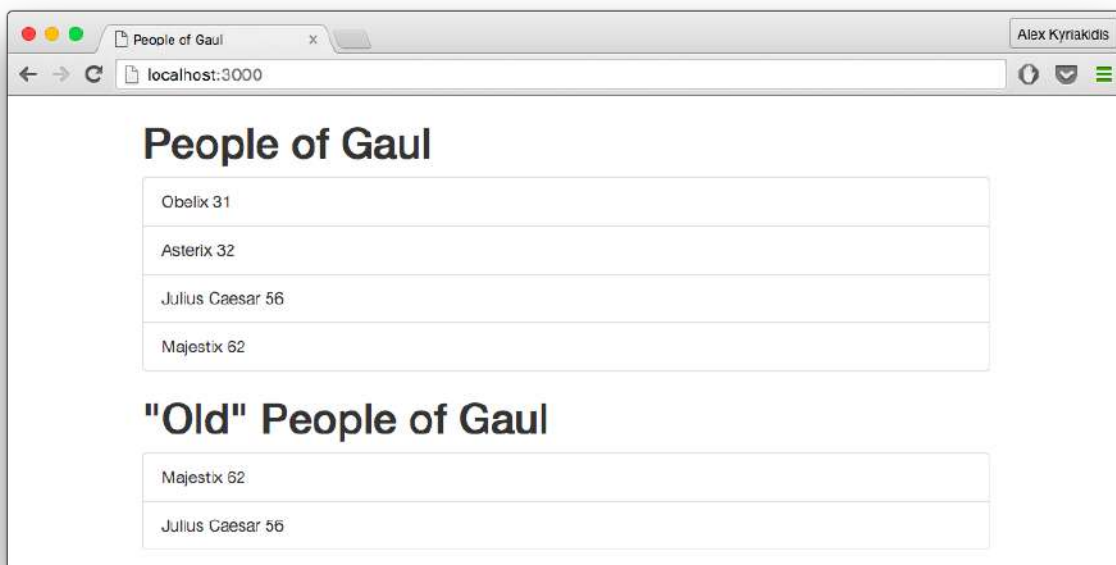 People of Gaul
Alex Kyriakidis
localhost:3000
People of Gaul
Obelix 31
Asterix 32
Julius Caesar 56
Majestix 62
"Old" People of Gaul
Majestix 62
Julius Caesar 56